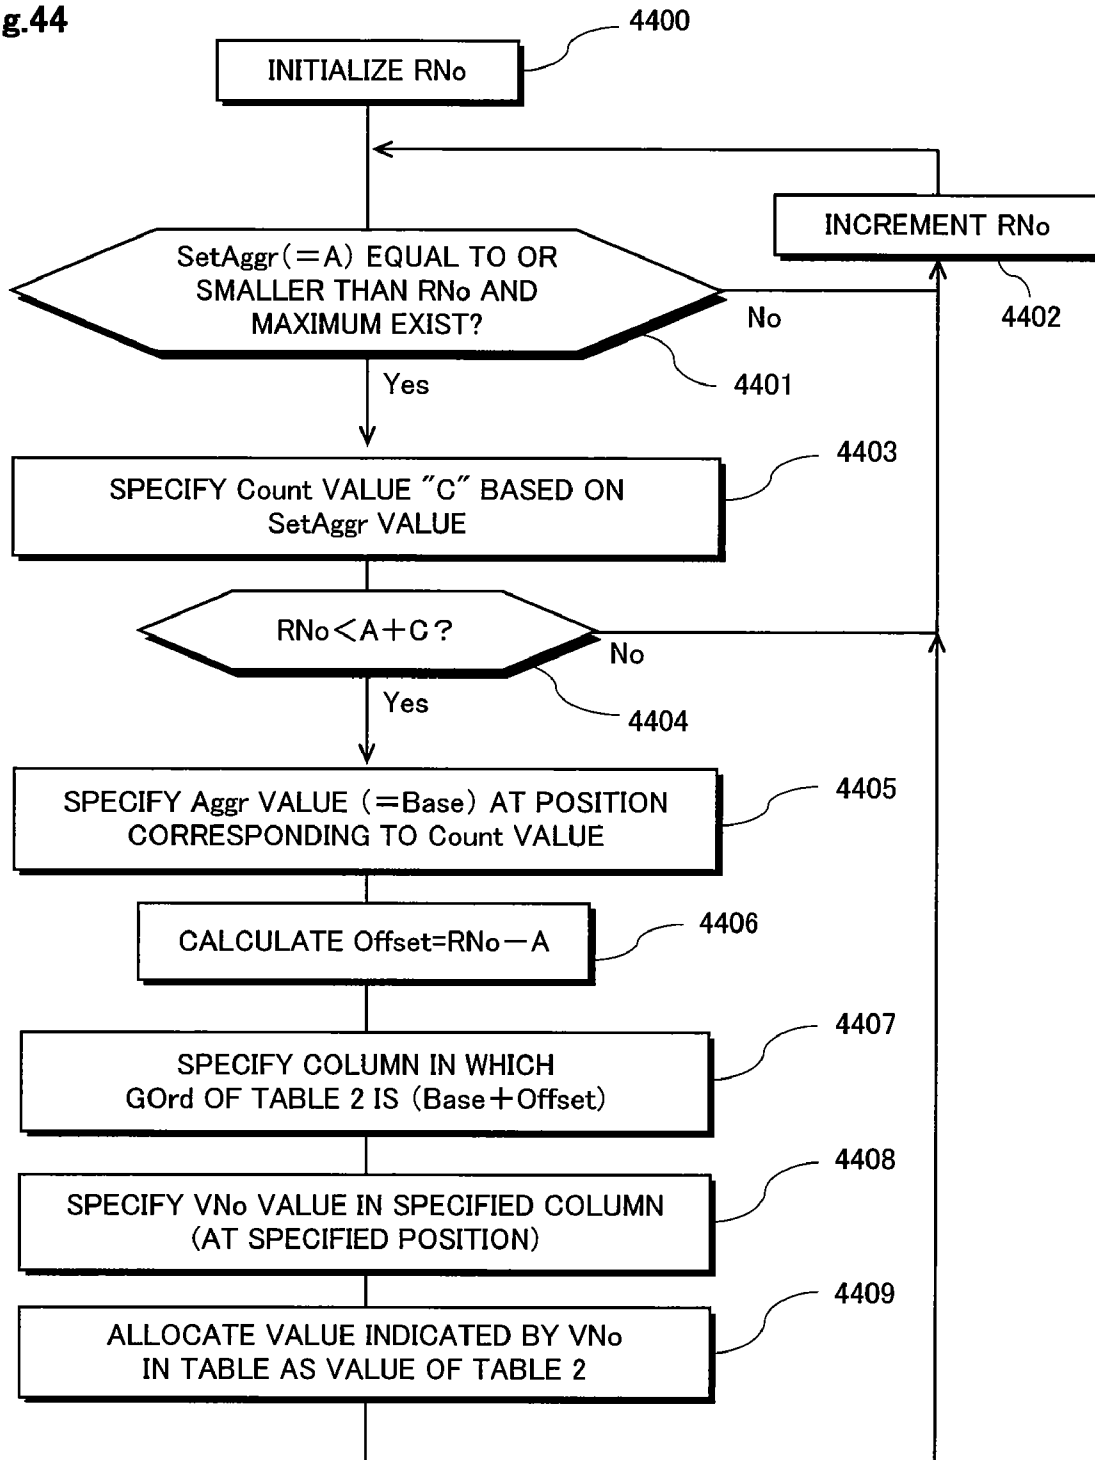 g.44
4400
INITIALIZE RNo
INCREMENT RNo
4402
SetAggr(=A) EQUAL TO OR
SMALLER THAN RNo AND
MAXIMUM EXIST?
No
4401
Yes
4403
SPECIFY Count VALUE "C" BASED ON
SetAggr VALUE
RNo<A+C?
No
4404
Yes
4405
SPECIFY Aggr VALUE (=Base) AT POSITION
CORRESPONDING TO Count VALUE
4406
CALCULATE Offset=RNo−A
4407
SPECIFY COLUMN IN WHICH
GOrd OF TABLE 2 IS (Base+Offset)
4408
SPECIFY VNo VALUE IN SPECIFIED COLUMN
(AT SPECIFIED POSITION)
4409
ALLOCATE VALUE INDICATED BY VNo
IN TABLE AS VALUE OF TABLE 2